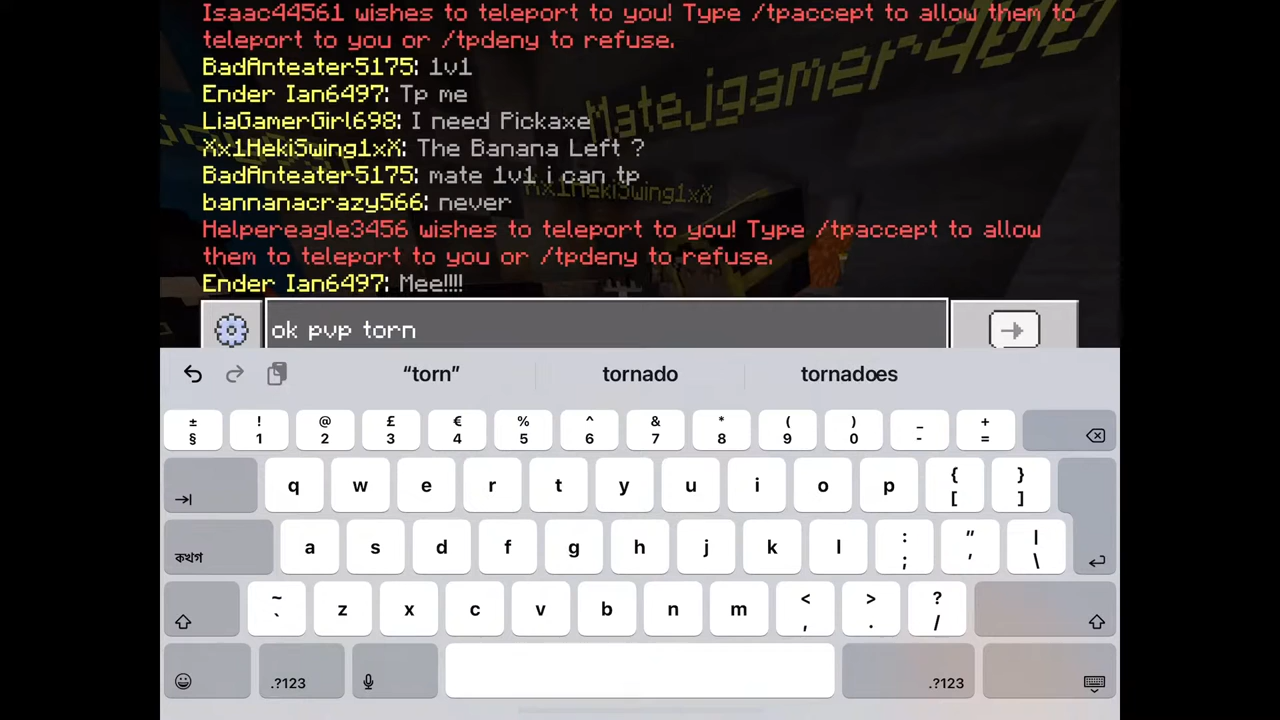 Isaac44561 wishes to teleport to you! Type /tpaccept to allow them to
teleport to you or /tpdeny to refuse.
BadAnteater5175: 1v1
Ender Ian6497: Tp me
LiaGamerGirl698: I need Pickaxe
Xx1HekiSwing1xX: The Banana Left ?
BadAnteater5175: mate 1v1 i can tp
bannanacrazy566: never
Helpereagle3456 wishes to teleport to you! Type /tpaccept to allow
them to teleport to you or /tpdeny to refuse.
Ender Ian6497: Mee!!!!
MateJgamer400
Xx1HekiSwing1xX
ok pvp torn
“torn” tornado tornadoes
± ! @ £ € % ^ & * ( ) _ +
§ 1 2 3 4 5 6 7 8 9 0 - =
q w e r t y u i o p { }
[ ]
কখগ a s d f g h j k l : " |
; ' \
~ z x c v b n m < > ?
` , . /
.?123 .?123